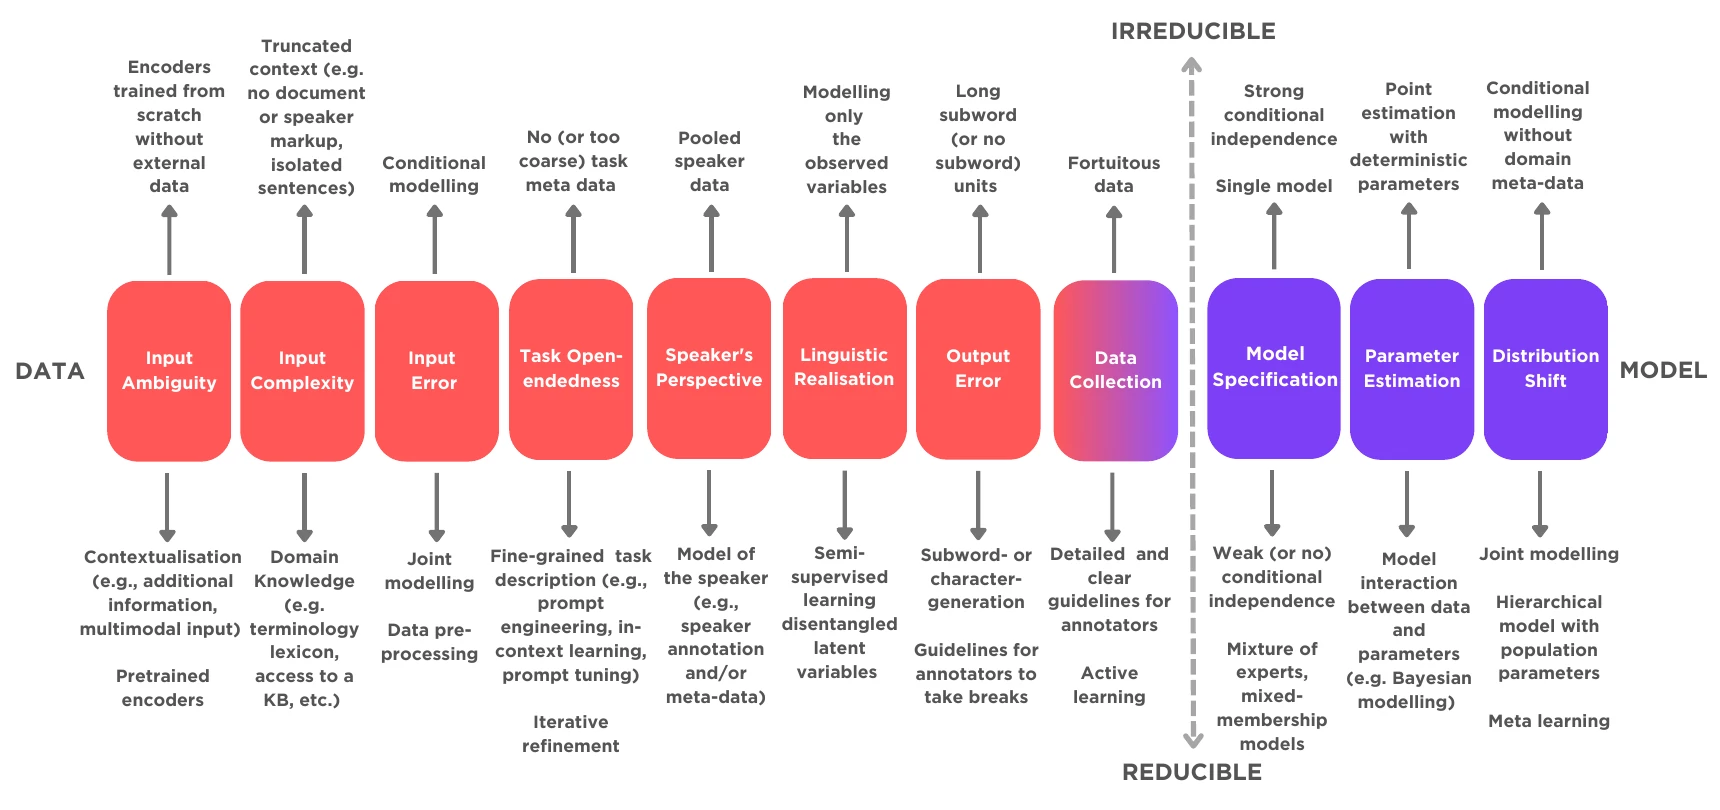 IRREDUCIBLE
Encoders
trained from
scratch
without
external
data
Truncated
context (e.g.
no document
or speaker
markup,
isolated
sentences)
Conditional
modelling
No (or too
coarse) task
meta data
Pooled
speaker
data
Modelling
only
the
observed
variables
Long
subword
(or no
subword)
units
Fortuitous
data
Strong
conditional
independence
Single model
Point
estimation
with
deterministic
parameters
Conditional
modelling
without
domain
meta-data
DATA
Input
Ambiguity
Input
Complexity
Input
Error
Task Open-
endedness
Speaker's
Perspective
Linguistic
Realisation
Output
Error
Data
Collection
Model
Specification
Parameter
Estimation
Distribution
Shift
MODEL
Contextualisation
(e.g., additional
information,
multimodal input)
Pretrained
encoders
Domain
Knowledge
(e.g.
terminology
lexicon,
access to a
KB, etc.)
Joint
modelling
Data pre-
processing
Fine-grained task
description (e.g.,
prompt
engineering, in-
context learning,
prompt tuning)
Iterative
refinement
Model of
the speaker
(e.g.,
speaker
annotation
and/or
meta-data)
Semi-
supervised
learning
disentangled
latent
variables
Subword- or
character-
generation
Guidelines for
annotators to
take breaks
Detailed and
clear
guidelines for
annotators
Active
learning
Weak (or no)
conditional
independence
Mixture of
experts,
mixed-
membership
models
Model
interaction
between data
and
parameters
(e.g. Bayesian
modelling)
Joint modelling
Hierarchical
model with
population
parameters
Meta learning
REDUCIBLE